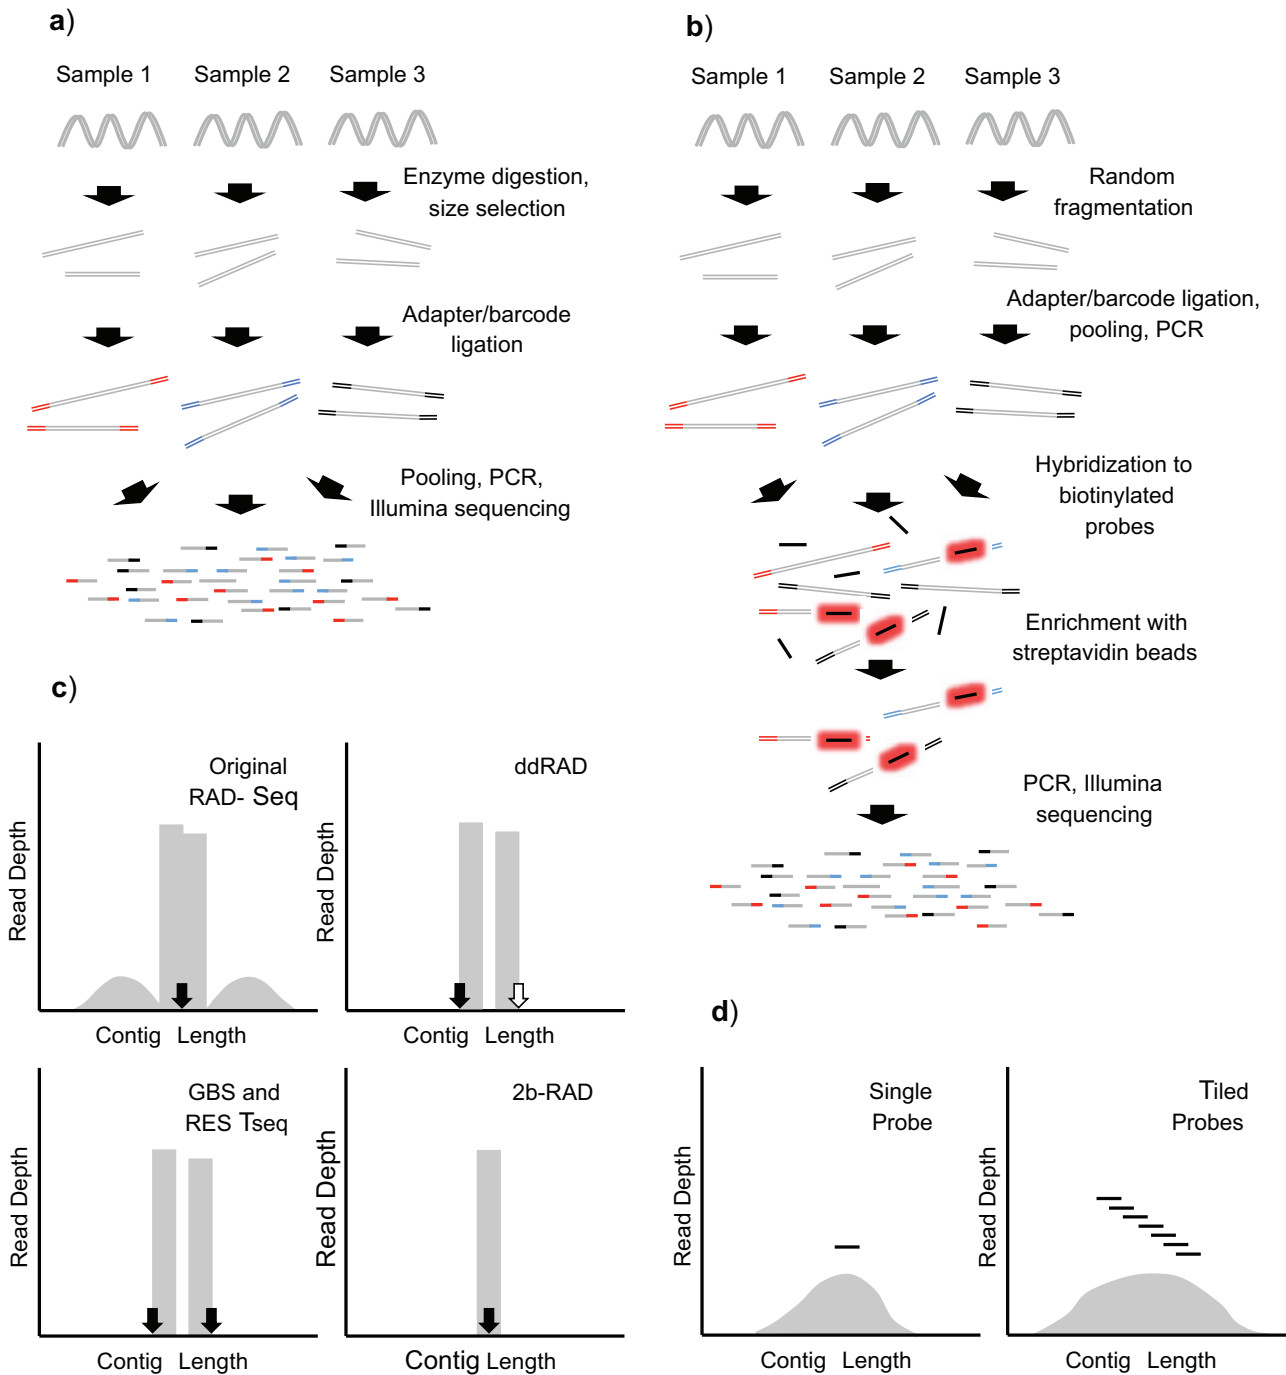 a)
Sample 1 Sample 2 Sample 3
Enzyme digestion,
size selection
Adapter/barcode
ligation
Pooling, PCR,
Illumina sequencing
b)
Sample 1 Sample 2 Sample 3
Random
fragmentation
Adapter/barcode ligation,
pooling, PCR
Hybridization to
biotinylated
probes
Enrichment with
streptavidin beads
PCR, Illumina
sequencing
c)
Original
RAD- Seq
Read Depth
Contig Length
ddRAD
Read Depth
Contig Length
GBS and
RES Tseq
Read Depth
Contig Length
2b-RAD
Read Depth
Contig Length
d)
Single
Probe
Read Depth
Contig Length
Tiled
Probes
Read Depth
Contig Length